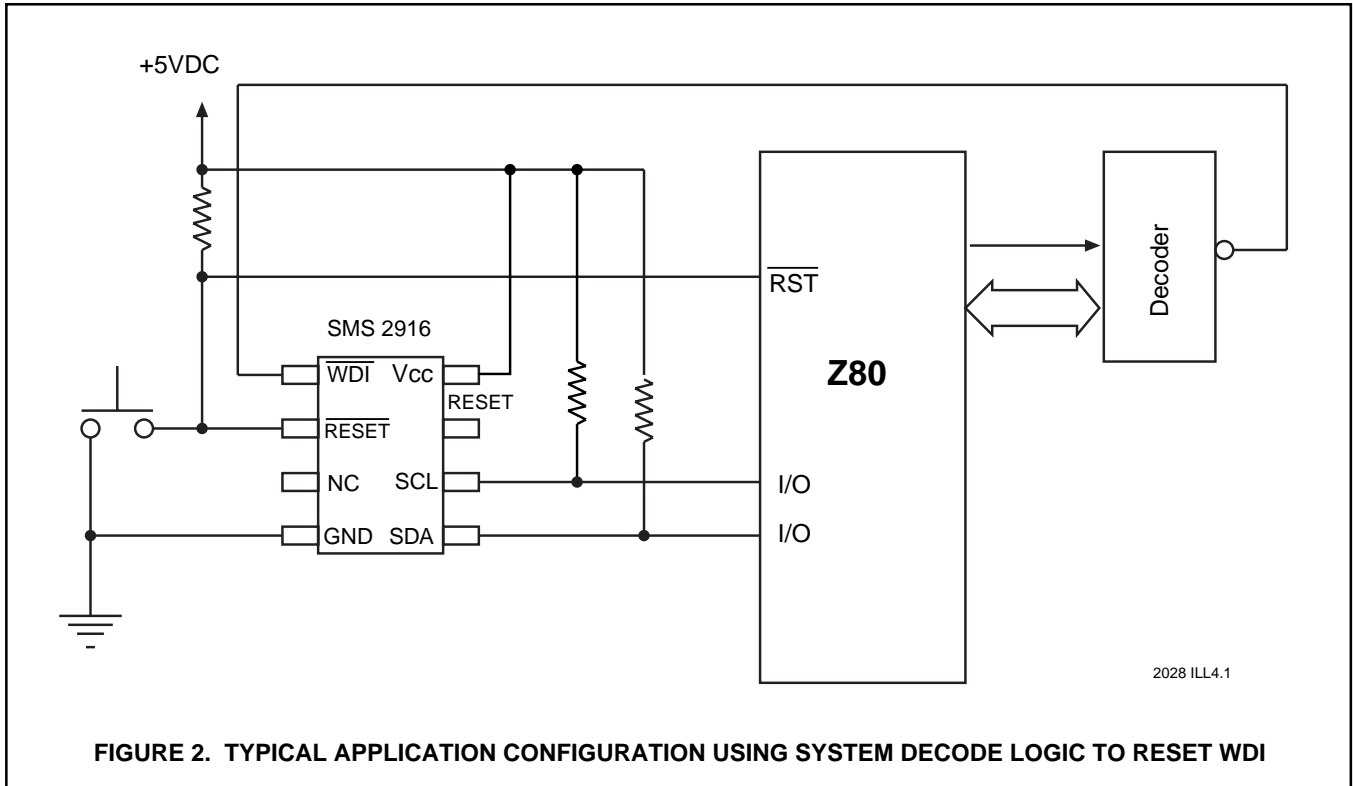 +5VDC
SMS 2916
WDI Vcc
RESET
RESET
NC SCL
GND SDA
RST
Z80
I/O
I/O
Decoder
2028 ILL4.1
FIGURE 2. TYPICAL APPLICATION CONFIGURATION USING SYSTEM DECODE LOGIC TO RESET WDI